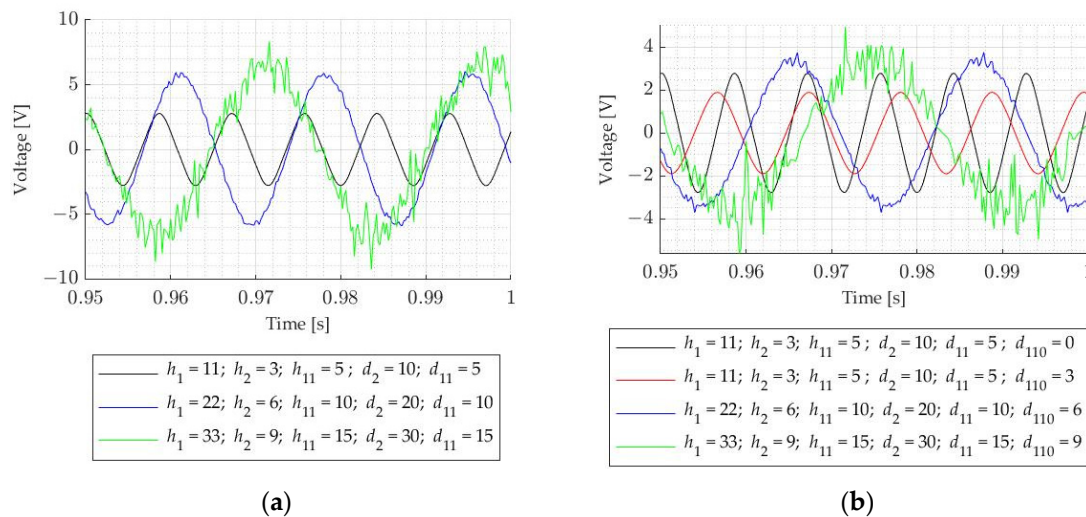 10
5
0
−5
−10
Voltage [V]
0.95 0.96 0.97 0.98 0.99 1
Time [s]
h₁ = 11; h₂ = 3; h₁₁ = 5; d₂ = 10; d₁₁ = 5
h₁ = 22; h₂ = 6; h₁₁ = 10; d₂ = 20; d₁₁ = 10
h₁ = 33; h₂ = 9; h₁₁ = 15; d₂ = 30; d₁₁ = 15
(a)
4
2
0
−2
−4
Voltage [V]
0.95 0.96 0.97 0.98 0.99 1
Time [s]
h₁ = 11; h₂ = 3; h₁₁ = 5; d₂ = 10; d₁₁ = 5; d₁₁₀ = 0
h₁ = 11; h₂ = 3; h₁₁ = 5; d₂ = 10; d₁₁ = 5; d₁₁₀ = 3
h₁ = 22; h₂ = 6; h₁₁ = 10; d₂ = 20; d₁₁ = 10; d₁₁₀ = 6
h₁ = 33; h₂ = 9; h₁₁ = 15; d₂ = 30; d₁₁ = 15; d₁₁₀ = 9
(b)